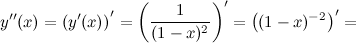 y''(x) = (y'(x))' = \left(\frac{1}{(1-x)^2}\right)' = \left((1-x)^{-2}\right)' =